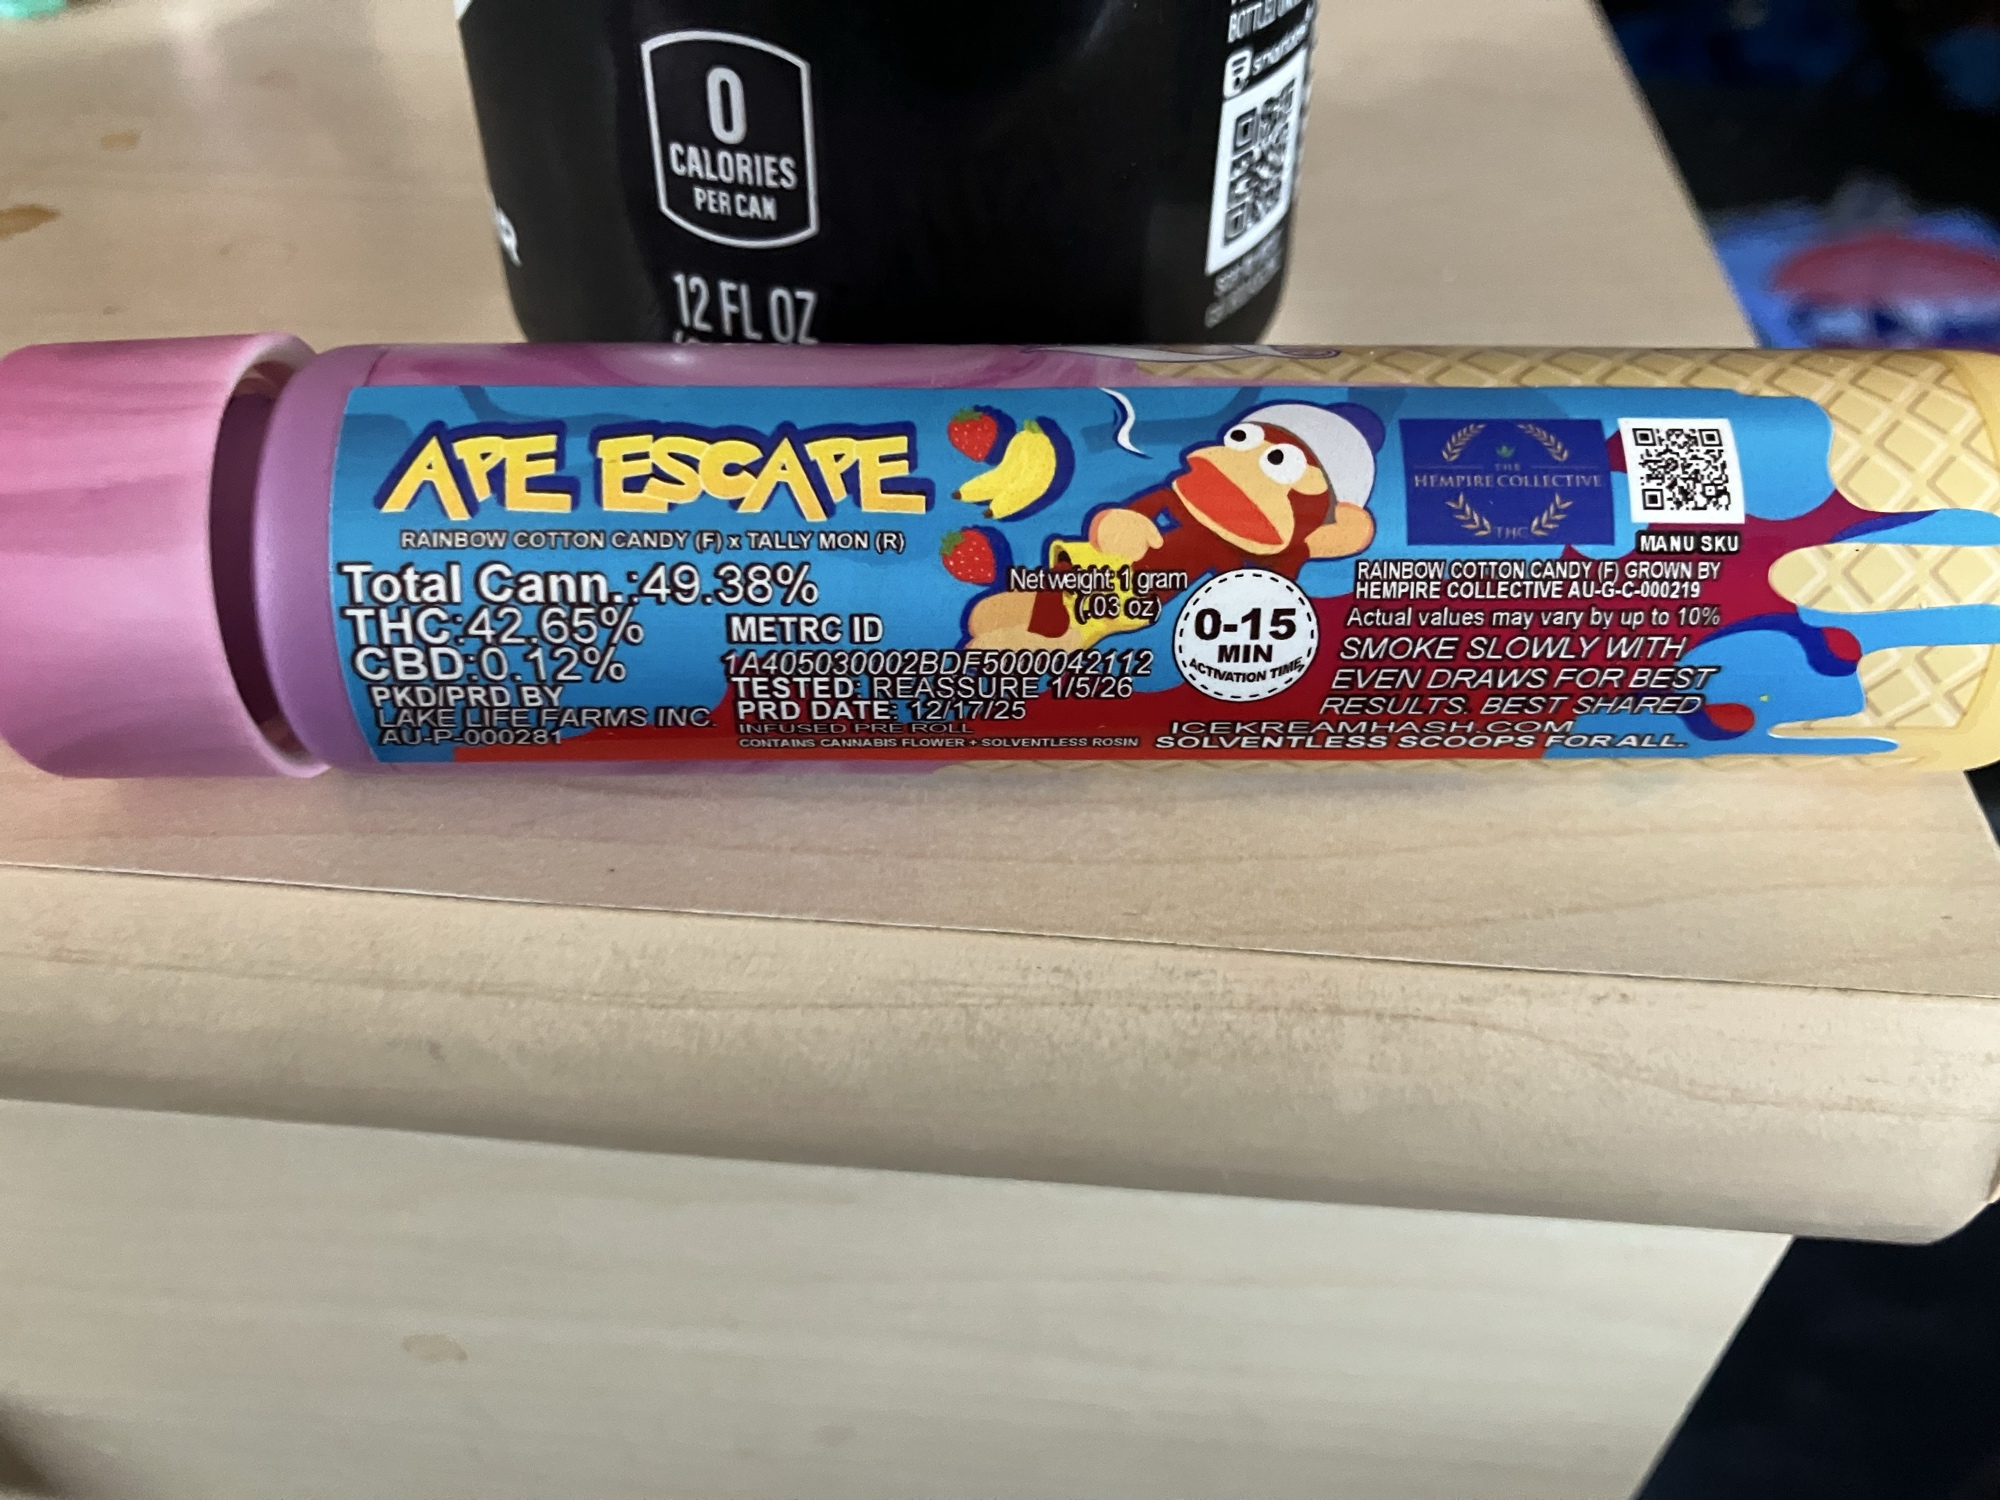 0
CALORIES
PER CAN
12 FL OZ
APE ESCAPE
RAINBOW COTTON CANDY (F) x TALLY MON (R)
Total Cann.:49.38%
THC:42.65%
CBD:0.12%
PKD/PRD BY
LAKE LIFE FARMS INC.
AU-P-000281
METRC ID
1A405030002BDF5000042112
TESTED: REASSURE 1/5/26
PRD DATE: 12/17/25
INFUSED PRE ROLL
CONTAINS CANNABIS FLOWER + SOLVENTLESS ROSIN
Net weight: 1 gram
(.03 oz)
0-15
MIN
ACTIVATION TIME
THE
HEMPIRE COLLECTIVE
THC
MANU SKU
RAINBOW COTTON CANDY (F) GROWN BY
HEMPIRE COLLECTIVE AU-G-C-000219
Actual values may vary by up to 10%
SMOKE SLOWLY WITH
EVEN DRAWS FOR BEST
RESULTS. BEST SHARED
ICEKREAMHASH.COM
SOLVENTLESS SCOOPS FOR ALL.